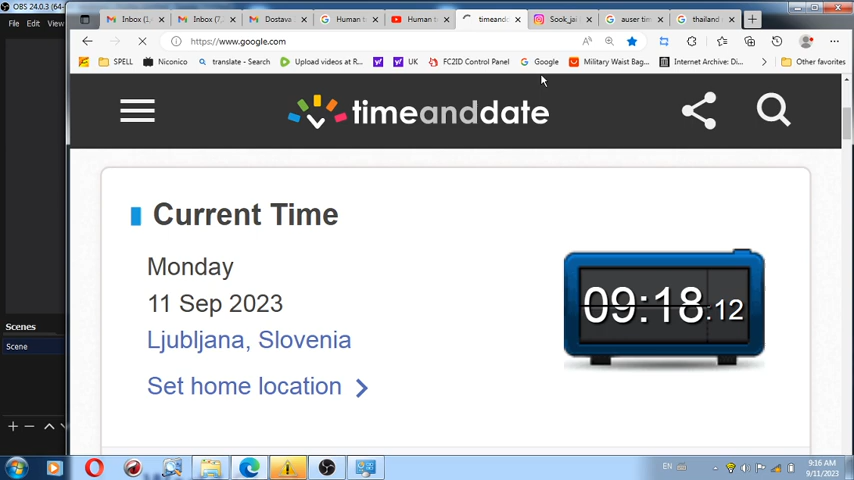 OBS 24.0.3 (64-
File Edit View
Inbox (1,
Inbox (7,
Dostava
Human t
Human t
timeand
Sook_jai
auser tim
thailand
https://www.google.com
SPELL
Niconico
translate - Search
Upload videos at R...
UK
FC2ID Control Panel
Google
Military Waist Bag...
Internet Archive: D...
Other favorites
timeanddate
Current Time
Monday
11 Sep 2023
Ljubljana, Slovenia
Set home location
09:18.12
Scenes
Scene
EN
9:16 AM
9/11/2023